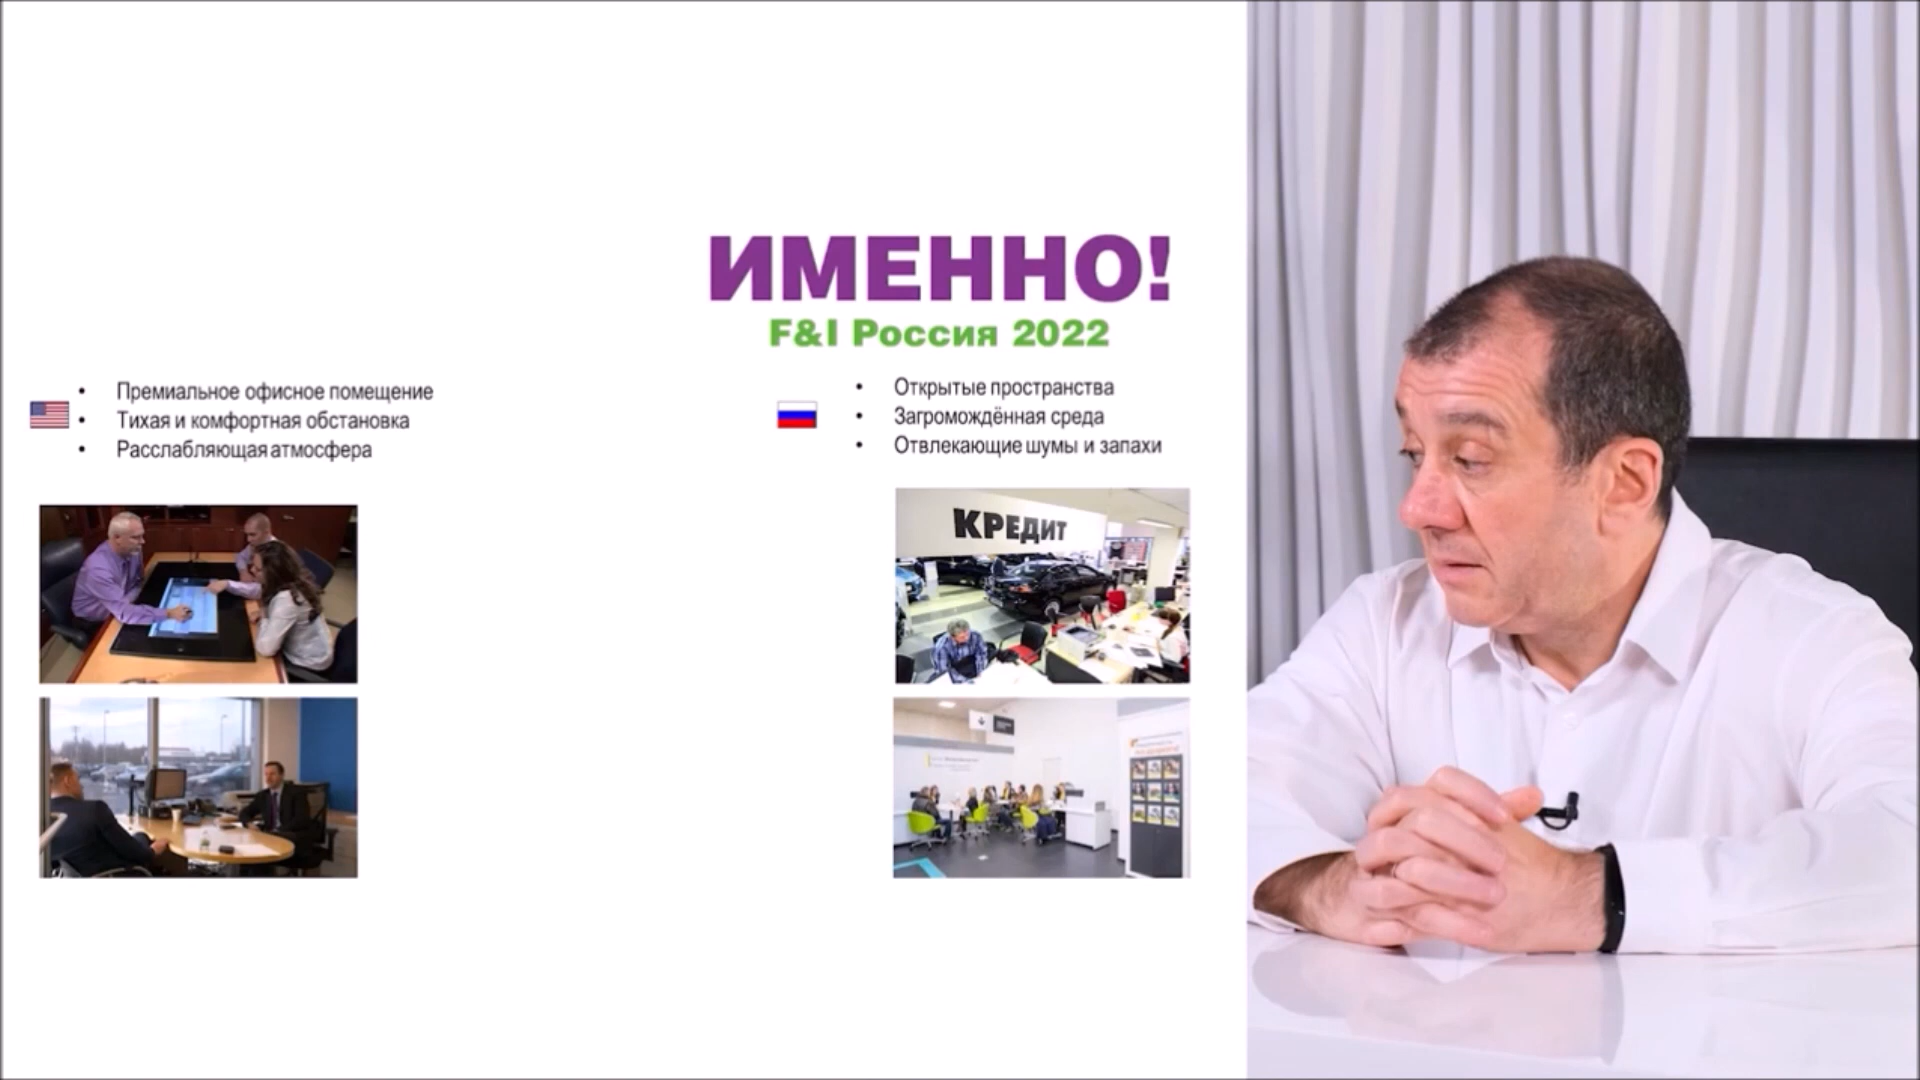 ИМЕННО!
F&I Россия 2022
• Премиальное офисное помещение
• Тихая и комфортная обстановка
• Расслабляющая атмосфера
• Открытые пространства
• Загромождённая среда
• Отвлекающие шумы и запахи
КРЕДИТ